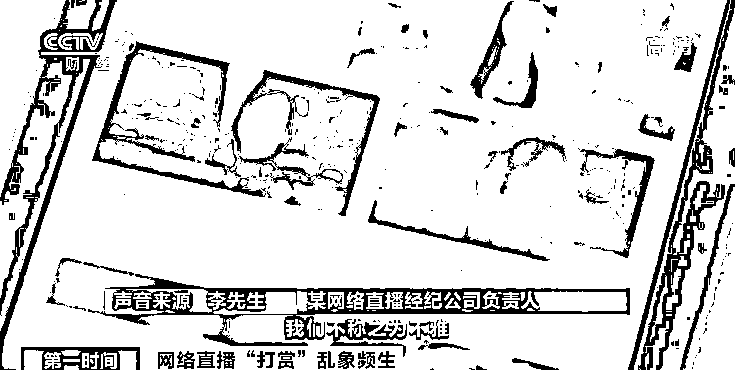 CCTV
财经
高清
声音来源 李先生 某网络直播经纪公司负责人
我们不称之为不雅
第一时间 网络直播“打赏”乱象频生